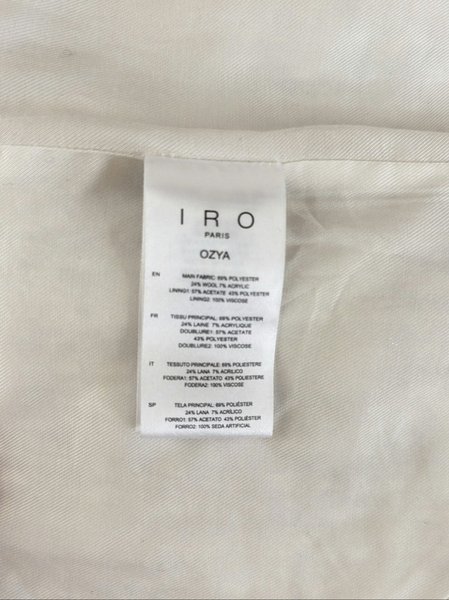 IRO
PARIS
OZYA
EN
MAIN FABRIC: 69% POLYESTER
24% WOOL 7% ACRYLIC
LINING1: 57% ACETATE 43% POLYESTER
LINING2: 100% VISCOSE
FR
TISSU PRINCIPAL: 69% POLYESTER
24% LAINE 7% ACRYLIQUE
DOUBLURE1: 57% ACETATE
43% POLYESTER
DOUBLURE2: 100% VISCOSE
IT
TESSUTO PRINCIPALE: 69% POLIESTERE
24% LANA 7% ACRILICO
FODERA1: 57% ACETATO 43% POLIESTERE
FODERA2: 100% VISCOSE
SP
TELA PRINCIPAL: 69% POLIÉSTER
24% LANA 7% ACRÍLICO
FORRO1: 57% ACETATO 43% POLIÉSTER
FORRO2: 100% SEDA ARTIFICIAL